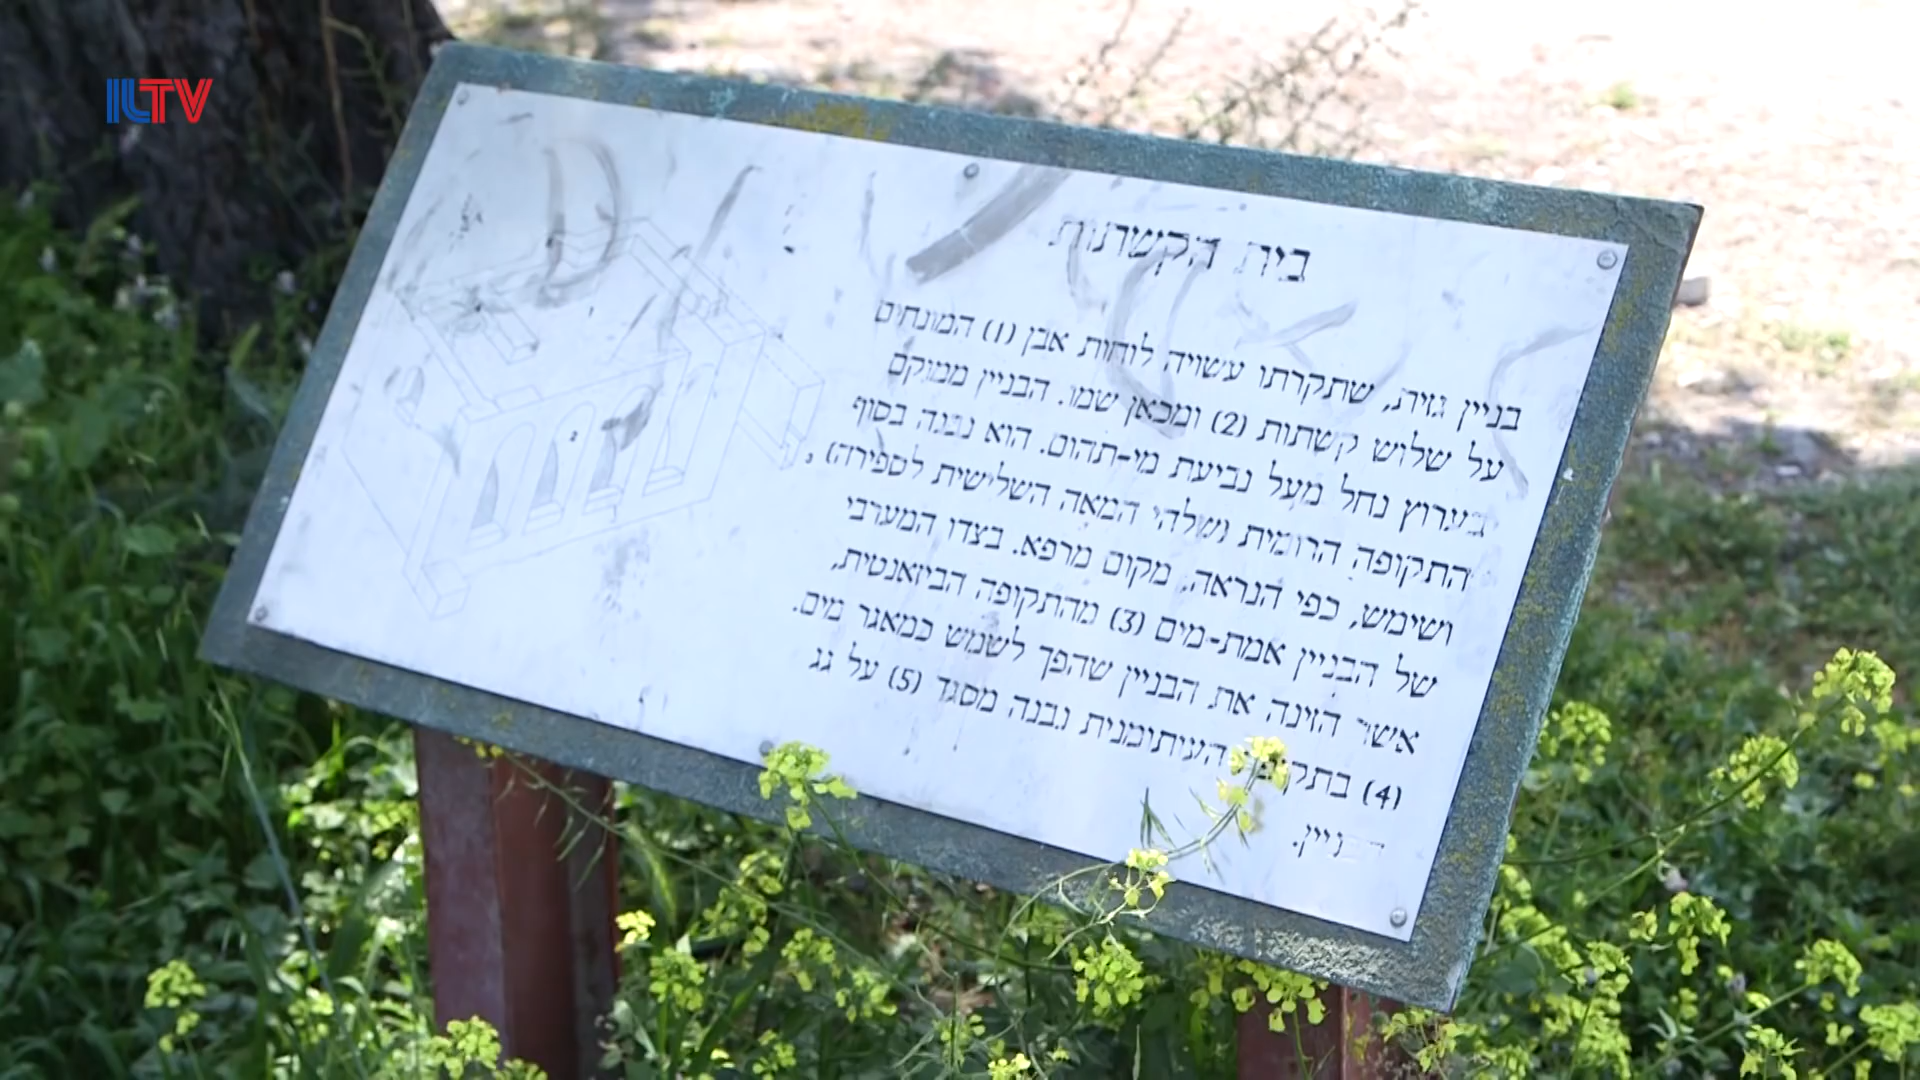 ILTV
בית הקשתות
בניין גזית, שתקרתו עשויה לוחות אבן (1) המונחים
על שלוש קשתות (2) ומכאן שמו. הבניין ממוקם
בערוץ נחל מעל נביעת מי-תהום. הוא נבנה בסוף
התקופה הרומית (שלהי המאה השלישית לספירה),
ושימש, כפי הנראה, מקום מרפא. בצדו המערבי
של הבניין אמת-מים (3) מהתקופה הביזאנטית,
אשר הזינה את הבניין שהפך לשמש כמאגר מים.
(4) העיתומנית נבנה מסגד (5) על גג